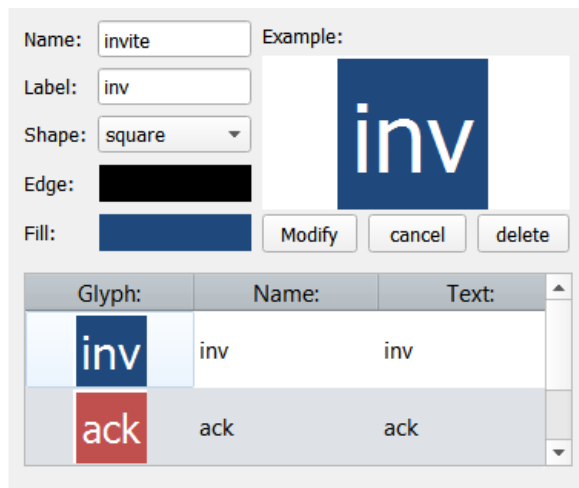 Name: invite Example:
Label: inv
inv
Shape: square
Edge:
Fill: Modify cancel delete
Glyph: Name: Text:
inv inv inv
ack ack ack